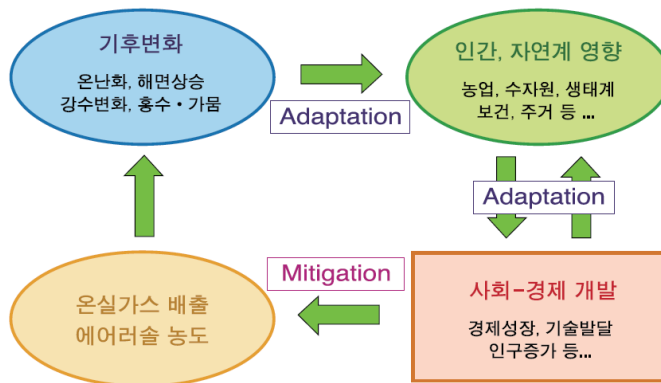 기후변화
온난화, 해면상승
강수변화, 홍수・가뭄
Adaptation
인간, 자연계 영향
농업, 수자원, 생태계
보건, 주거 등 ...
Adaptation
온실가스 배출
에어러솔 농도
Mitigation
사회-경제 개발
경제성장, 기술발달
인구증가 등...